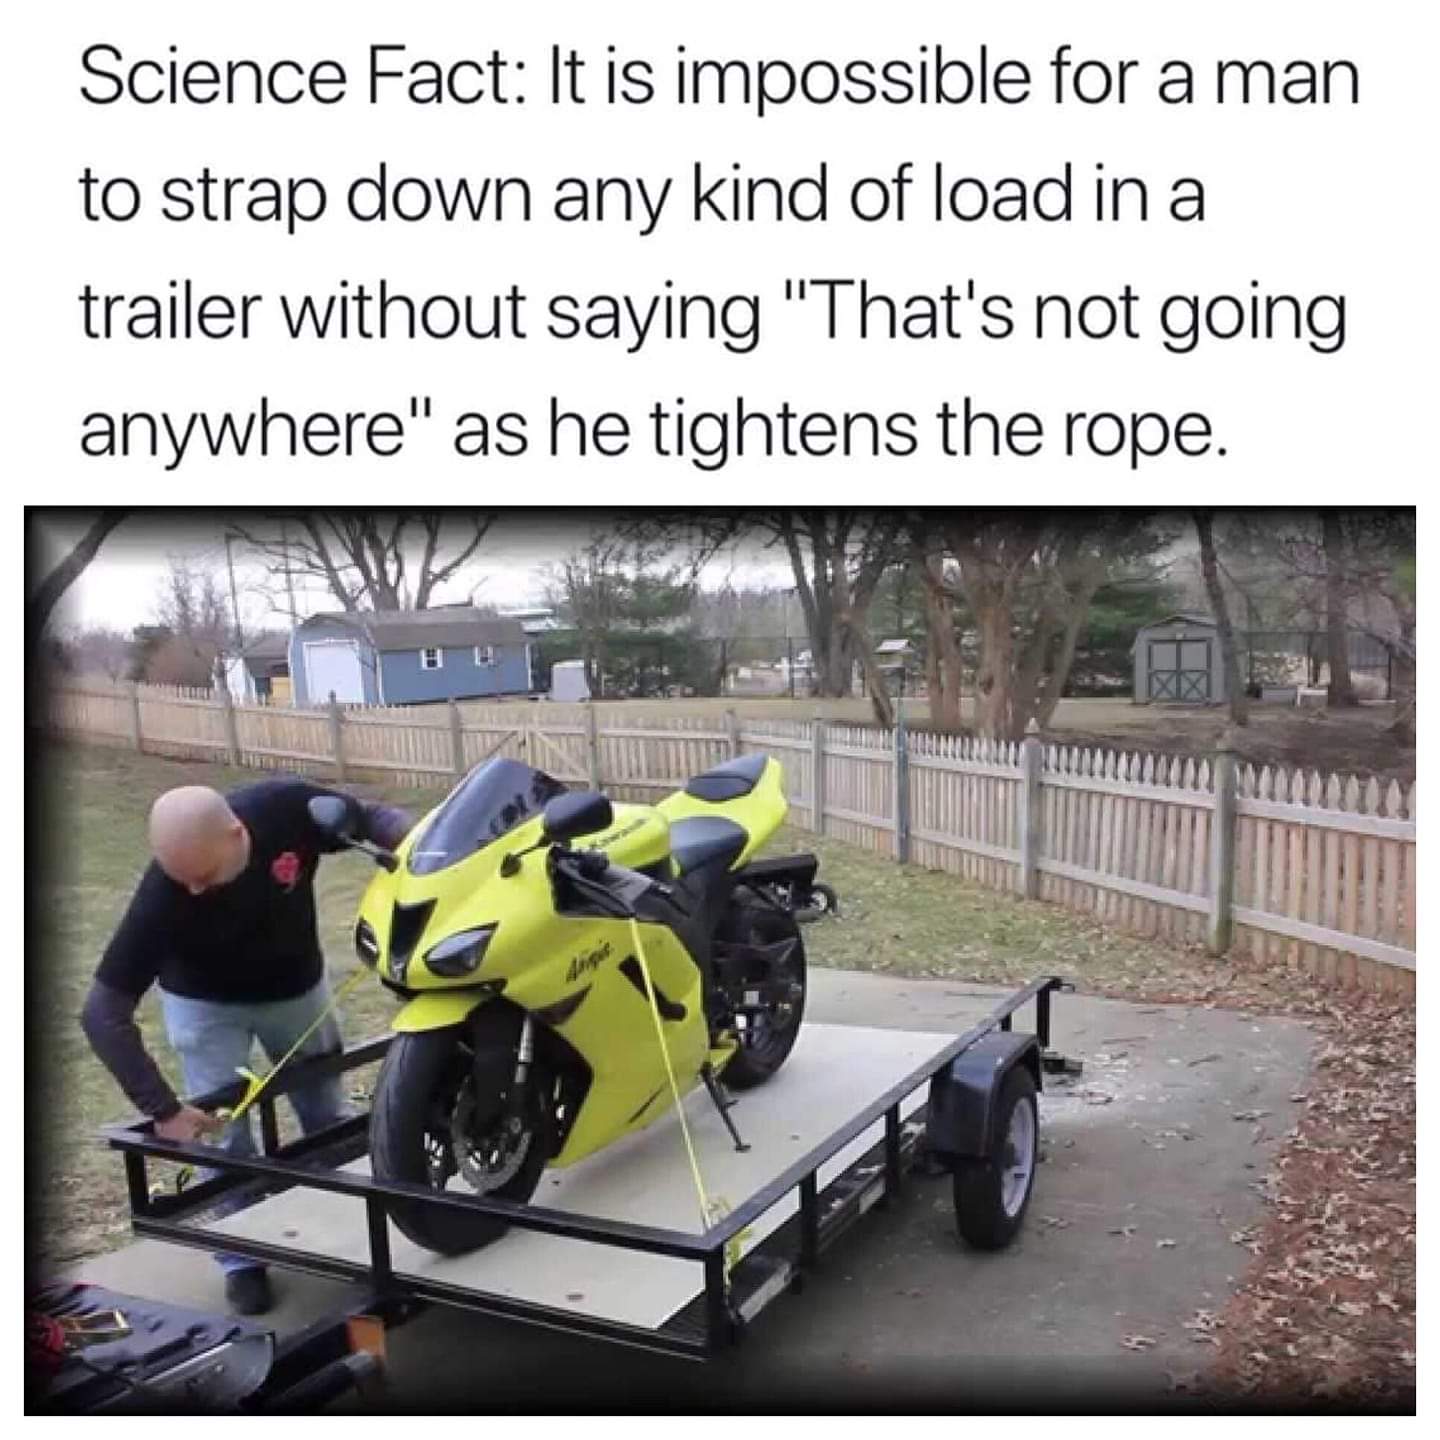 Science Fact: It is impossible for a man
to strap down any kind of load in a
trailer without saying "That's not going
anywhere" as he tightens the rope.
Ninja